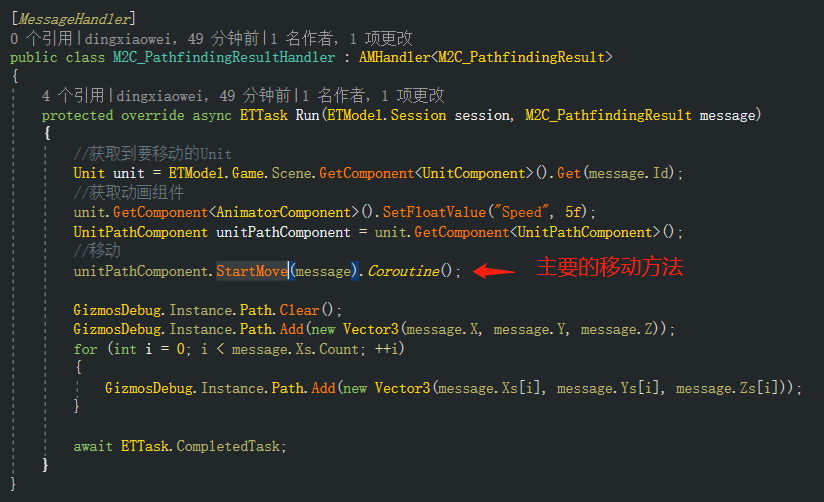 [MessageHandler]
0 个引用|dingxiaowei, 49 分钟前|1 名作者, 1 项更改
public class M2C_PathfindingResultHandler : AMHandler<M2C_PathfindingResult>
{
4 个引用|dingxiaowei, 49 分钟前|1 名作者, 1 项更改
protected override async ETTask Run(ETModel.Session session, M2C_PathfindingResult message)
{
//获取到要移动的Unit
Unit unit = ETModel.Game.Scene.GetComponent<UnitComponent>().Get(message.Id);
//获取动画组件
unit.GetComponent<AnimatorComponent>().SetFloatValue("Speed", 5f);
UnitPathComponent unitPathComponent = unit.GetComponent<UnitPathComponent>();
//移动
unitPathComponent.StartMove(message).Coroutine(); 主要的移动方法
GizmosDebug.Instance.Path.Clear();
GizmosDebug.Instance.Path.Add(new Vector3(message.X, message.Y, message.Z));
for (int i = 0; i < message.Xs.Count; ++i)
{
GizmosDebug.Instance.Path.Add(new Vector3(message.Xs[i], message.Ys[i], message.Zs[i]));
}
await ETTask.CompletedTask;
}
}